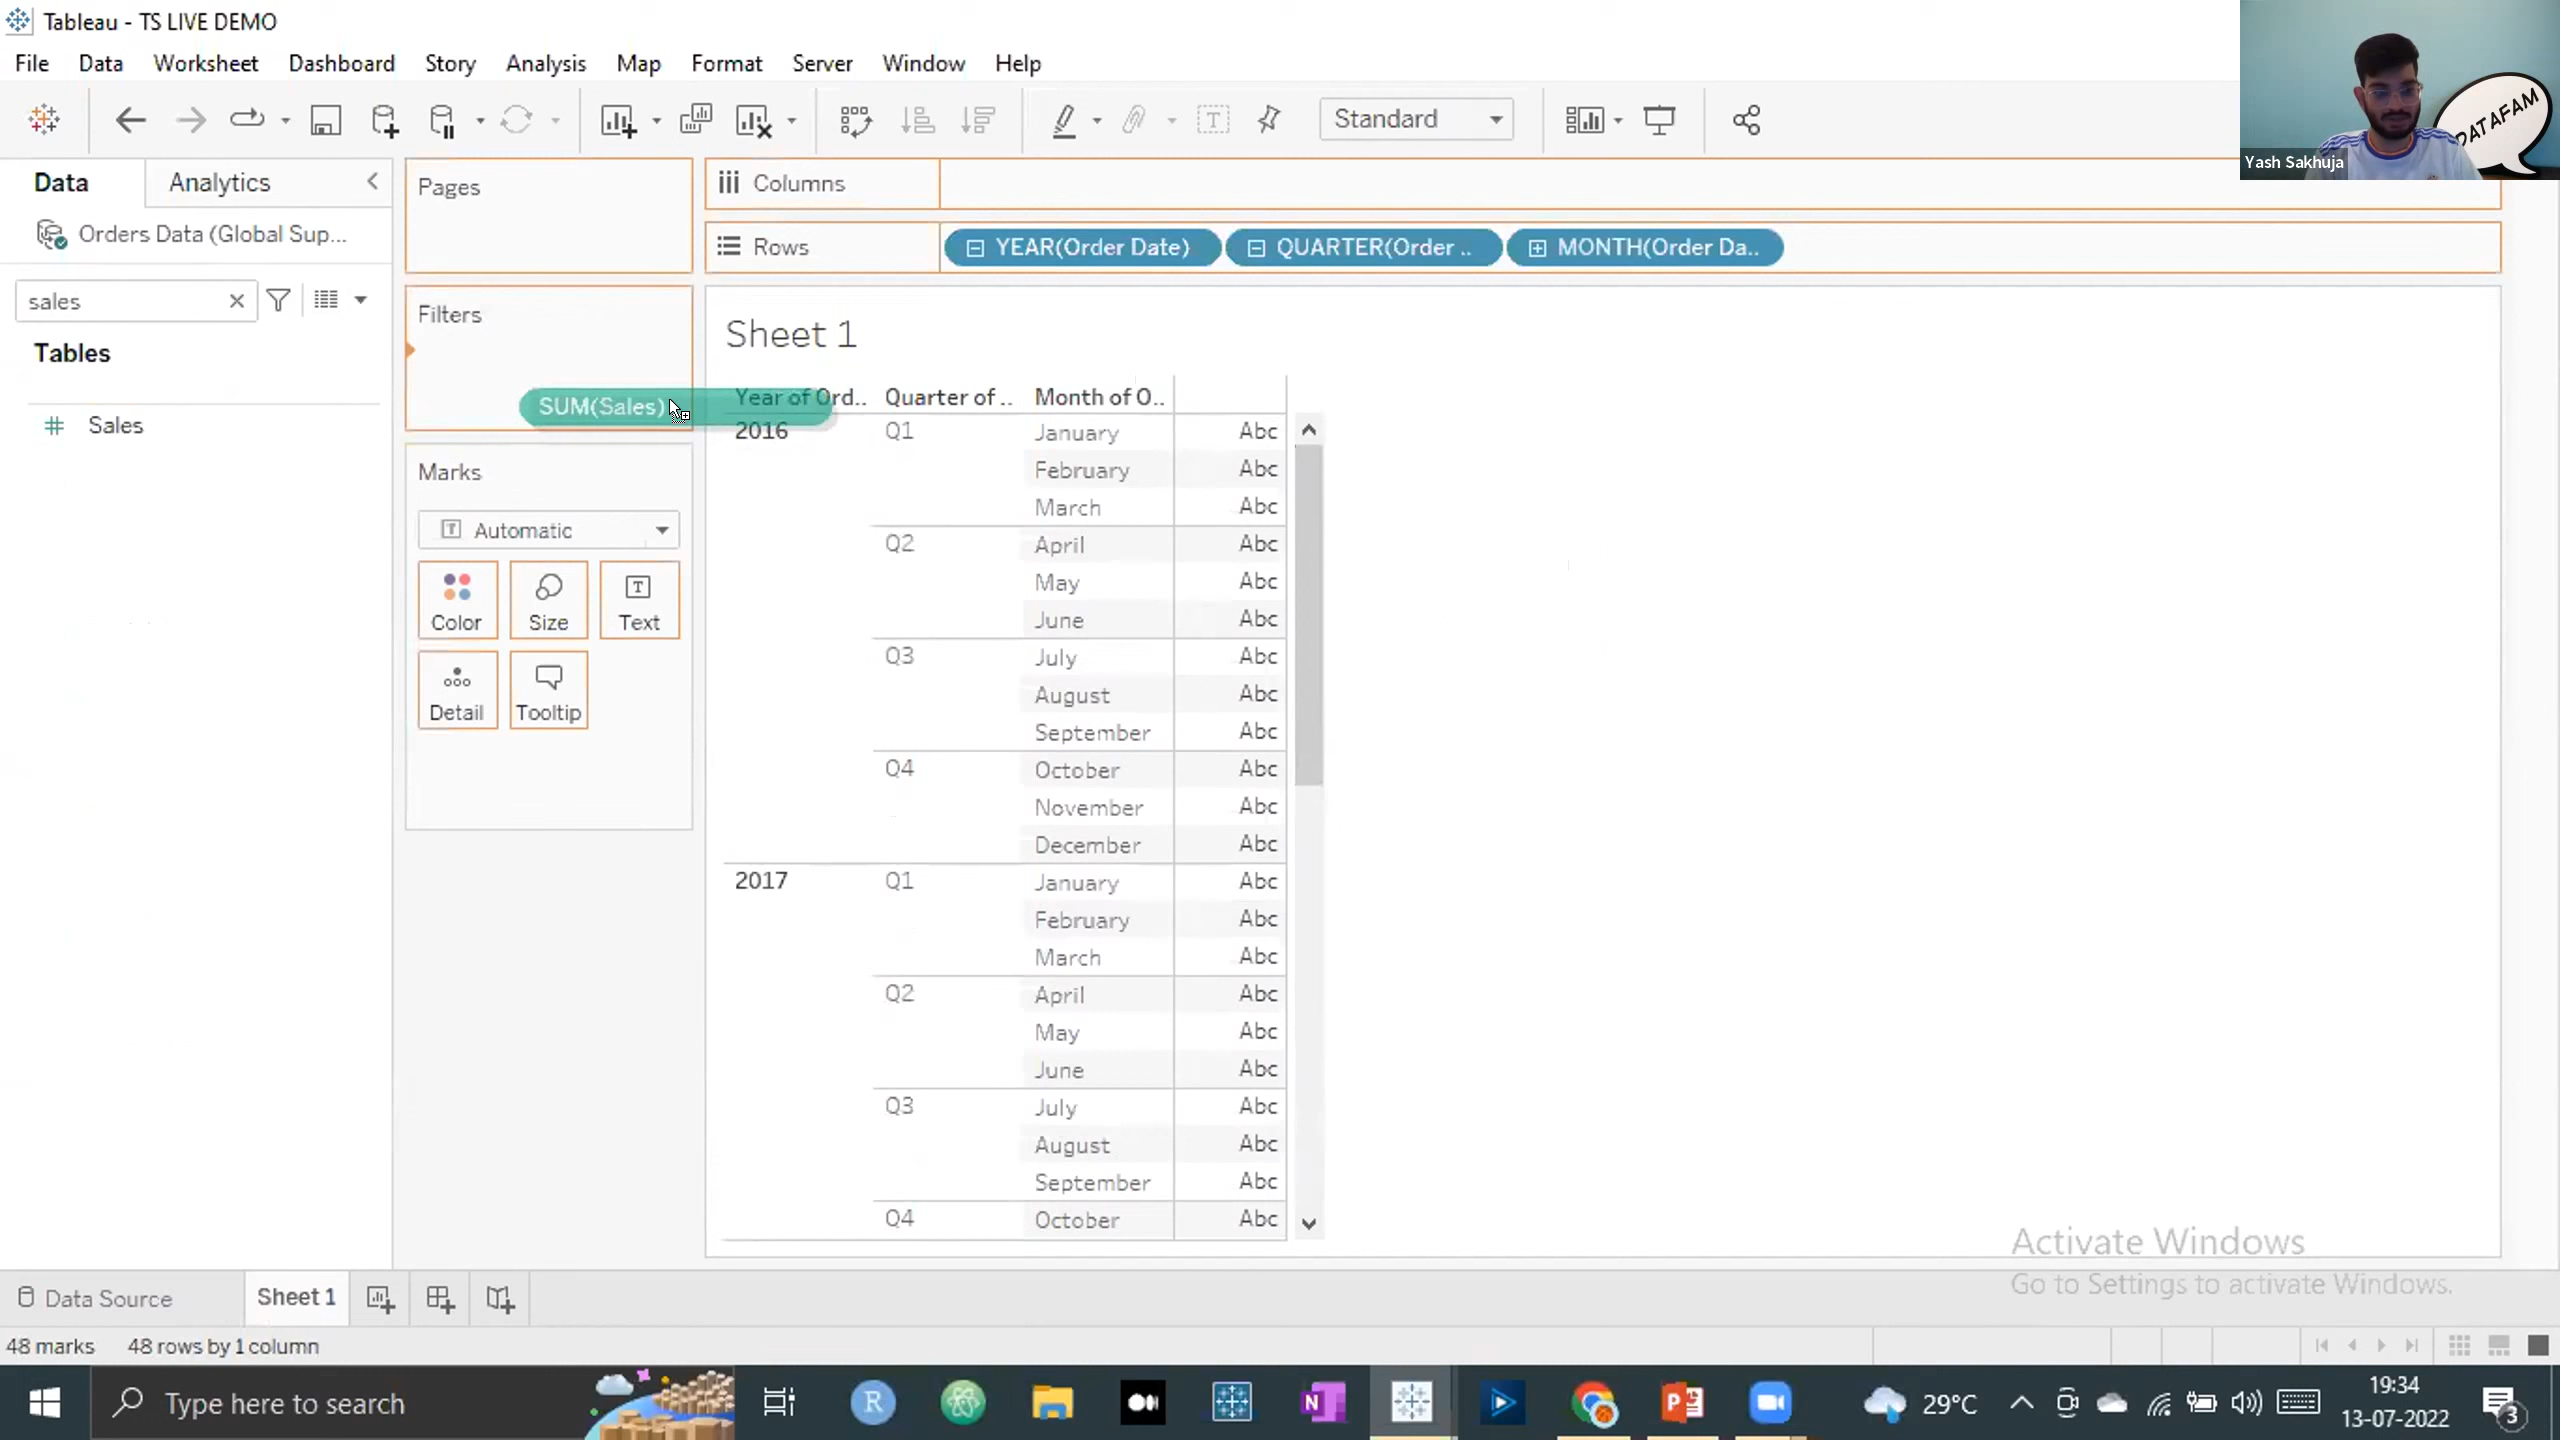 Tableau - TS LIVE DEMO
File Data Worksheet Dashboard Story Analysis Map Format Server Window Help
Standard
DATAFAM
Yash Sakhuja
Data Analytics
Orders Data (Global Sup...
sales
Tables
Sales
Pages
Filters
SUM(Sales)
Marks
Automatic
Color Size Text
Detail Tooltip
Columns
Rows YEAR(Order Date) QUARTER(Order .. MONTH(Order Da..
Sheet 1
Year of Ord.. Quarter of .. Month of O..
2016 Q1 January Abc
February Abc
March Abc
Q2 April Abc
May Abc
June Abc
Q3 July Abc
August Abc
September Abc
Q4 October Abc
November Abc
December Abc
2017 Q1 January Abc
February Abc
March Abc
Q2 April Abc
May Abc
June Abc
Q3 July Abc
August Abc
September Abc
Q4 October Abc
Activate Windows
Go to Settings to activate Windows.
Data Source Sheet 1
48 marks 48 rows by 1 column
Type here to search
29°C
19:34
13-07-2022
3